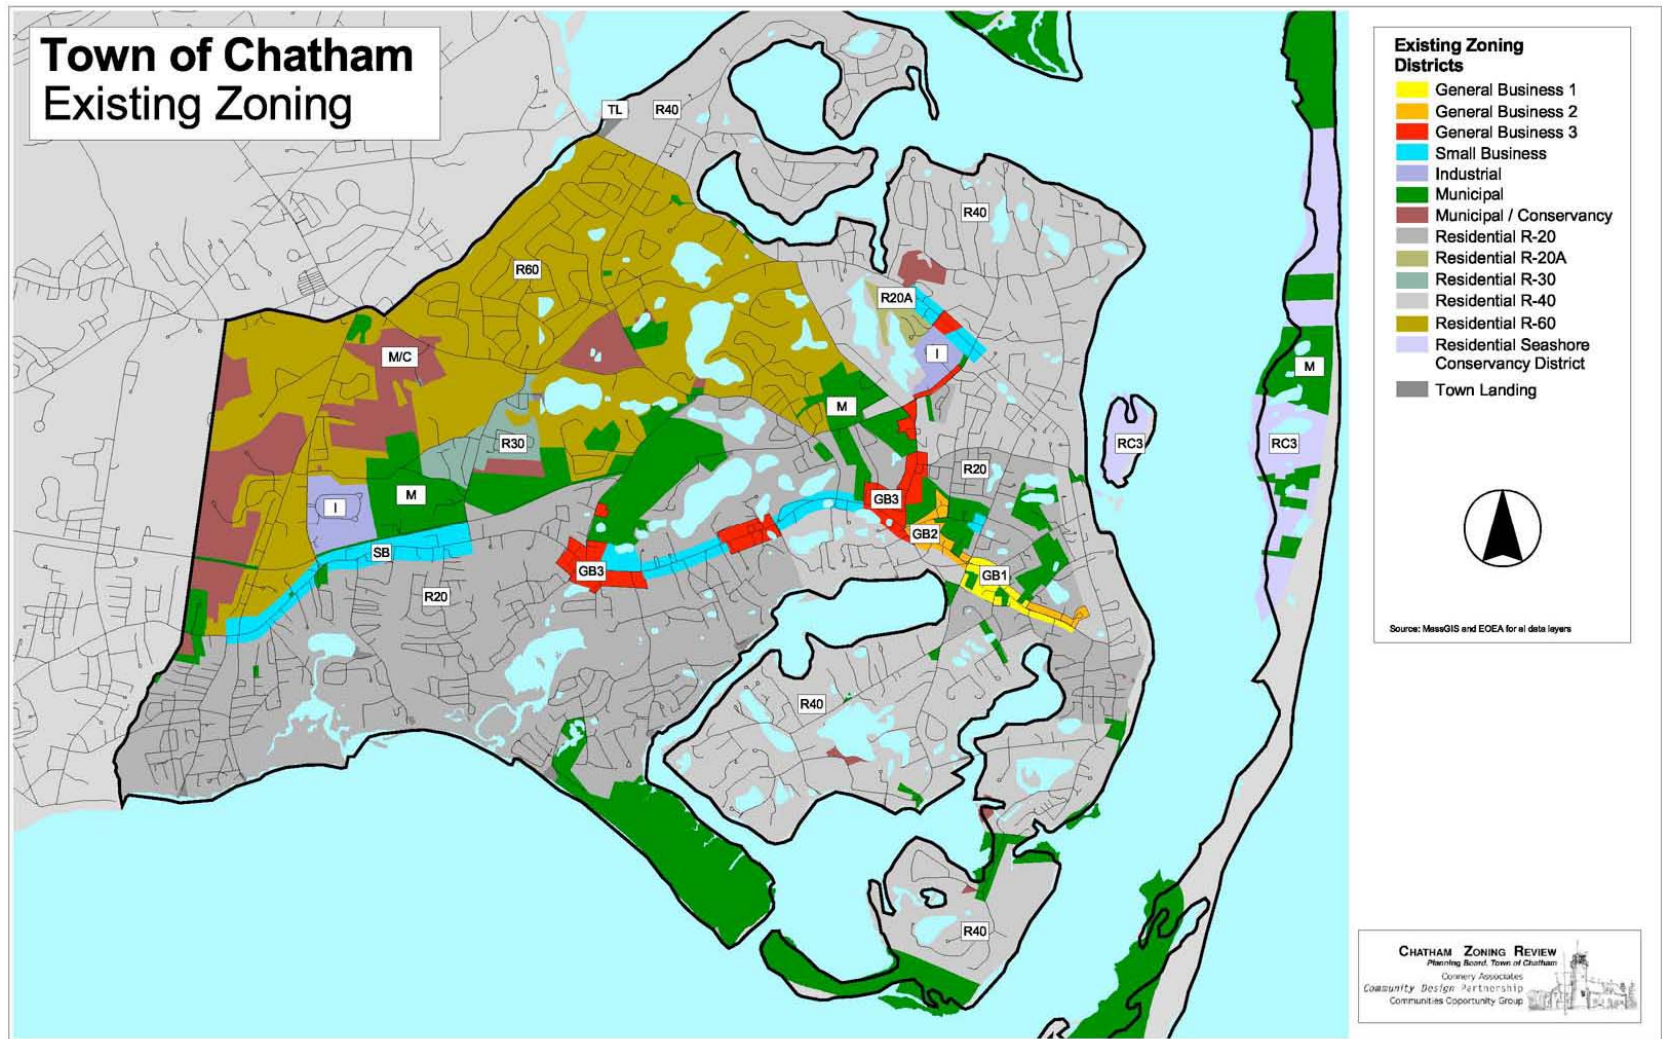 Town of Chatham
Existing Zoning
TL
R40
R40
R60
R20A
M/C
I
M
M
R30
RC3
RC3
R20
GB3
M
I
GB2
SB
GB3
GB1
R20
R40
R40
Existing Zoning
Districts
General Business 1
General Business 2
General Business 3
Small Business
Industrial
Municipal
Municipal / Conservancy
Residential R-20
Residential R-20A
Residential R-30
Residential R-40
Residential R-60
Residential Seashore
Conservancy District
Town Landing
Source: MassGIS and EOEA for al data layers
CHATHAM ZONING REVIEW
Planning Board, Town of Chatham
Connery Associates
Community Design Partnership
Communities Opportunity Group